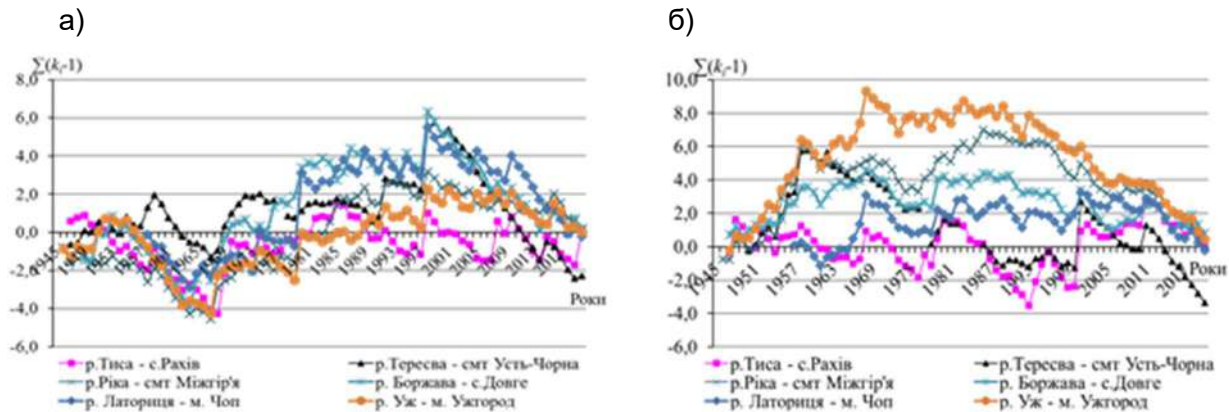 а) б)
∑(kᵢ-1) ∑(kᵢ-1)
8,0 10,0
6,0 8,0
4,0 6,0
2,0 4,0
0,0 2,0
-2,0 0,0
-4,0 -2,0
-6,0 -4,0
-6,0
1945 1965 1985 2001
1945 1951 1957 1963 1969 1975 1981 1987 1993 2005 2011
Роки Роки
р.Тиса - с.Рахів р.Тересва - смт Усть-Чорна
р.Ріка - смт Міжгір'я р. Боржава - с.Довге
р. Латориця - м. Чоп р. Уж - м. Ужгород
р.Тиса - с.Рахів р.Тересва - смт Усть-Чорна
р.Ріка - смт Міжгір'я р. Боржава - с.Довге
р. Латориця - м. Чоп р. Уж - м. Ужгород